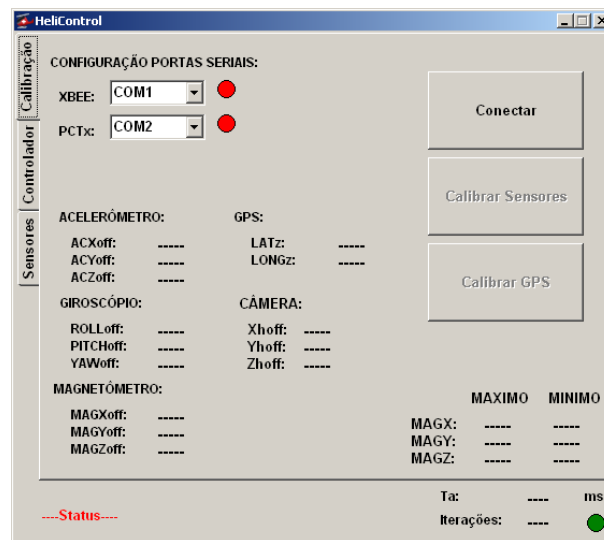 HeliControl
Calibração
Controlador
Sensores
CONFIGURAÇÃO PORTAS SERIAIS:
XBEE: COM1
PCTx: COM2
Conectar
Calibrar Sensores
Calibrar GPS
ACELERÓMETRO: GPS:
ACXoff: ----- LATz: -----
ACYoff: ----- LONGz: -----
ACZoff: -----
GIROSCÓPIO: CÂMERA:
ROLLoff: ----- Xhoff: -----
PITCHoff: ----- Yhoff: -----
YAWoff: ----- Zhoff: -----
MAGNETÔMETRO:
MAGXoff: -----
MAGYoff: -----
MAGZoff: -----
MAXIMO MINIMO
MAGX: ----- -----
MAGY: ----- -----
MAGZ: ----- -----
----Status----
Ta: ---- ms
Iterações: ----